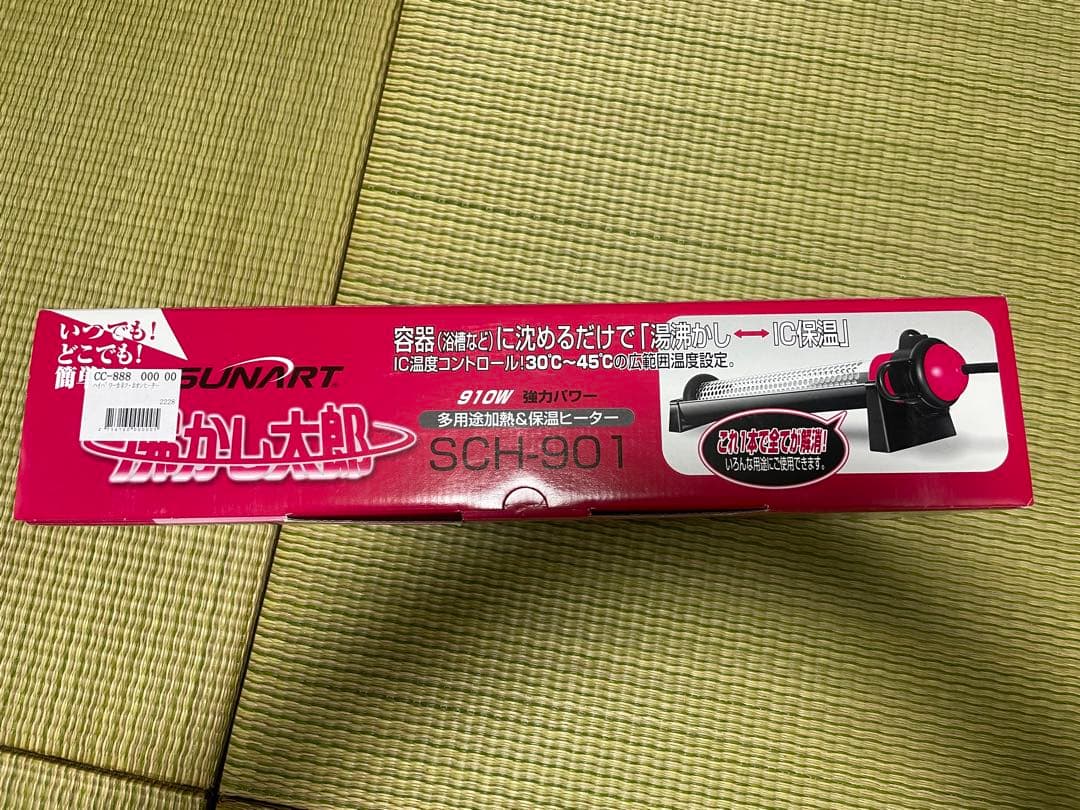 いつでも!
どこでも!
簡単
CC-888 000 00
2228
SUNART
沸かし太郎
容器(浴槽など)に沈めるだけで「湯沸かし↔IC保温」
IC温度コントロール!30℃〜45℃の広範囲温度設定。
910W 強力パワー
多用途加熱&保温ヒーター
SCH-901
これ1本で全てが解消!
いろんな用途にご使用できます。